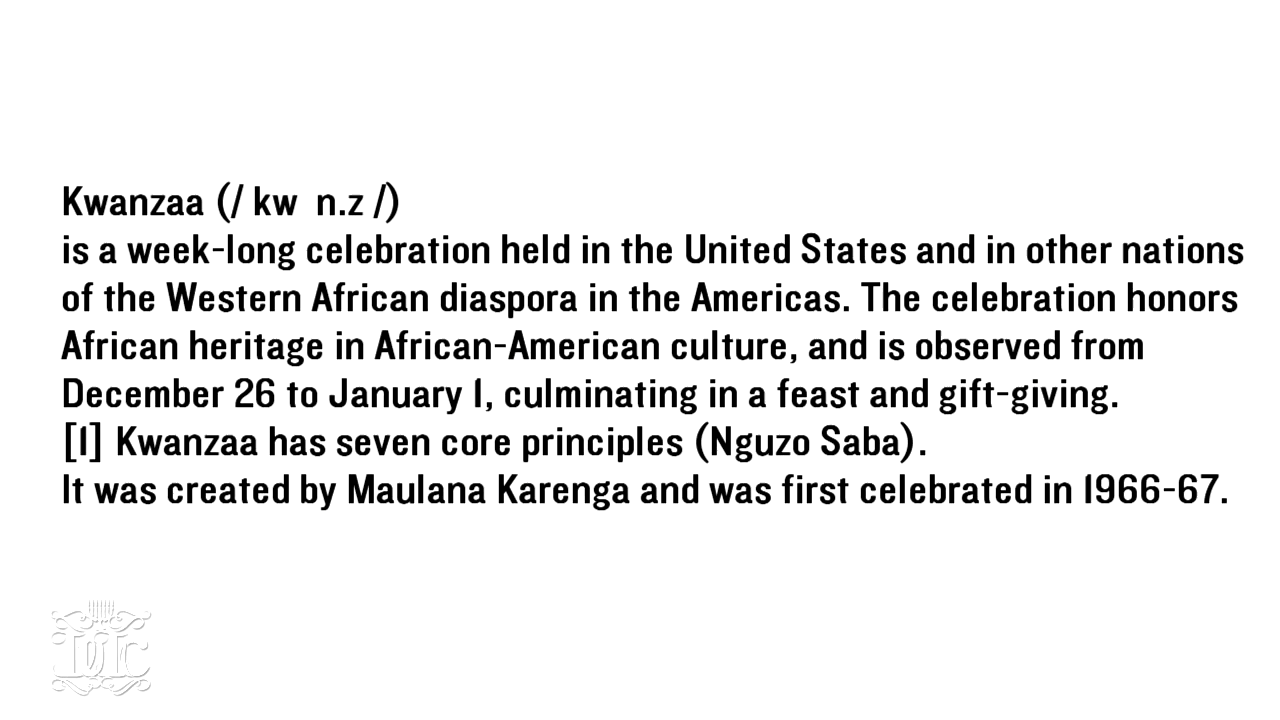 Kwanzaa (/ kw  n.z /)
is a week-long celebration held in the United States and in other nations
of the Western African diaspora in the Americas. The celebration honors
African heritage in African-American culture, and is observed from
December 26 to January 1, culminating in a feast and gift-giving.
[1] Kwanzaa has seven core principles (Nguzo Saba).
It was created by Maulana Karenga and was first celebrated in 1966-67.